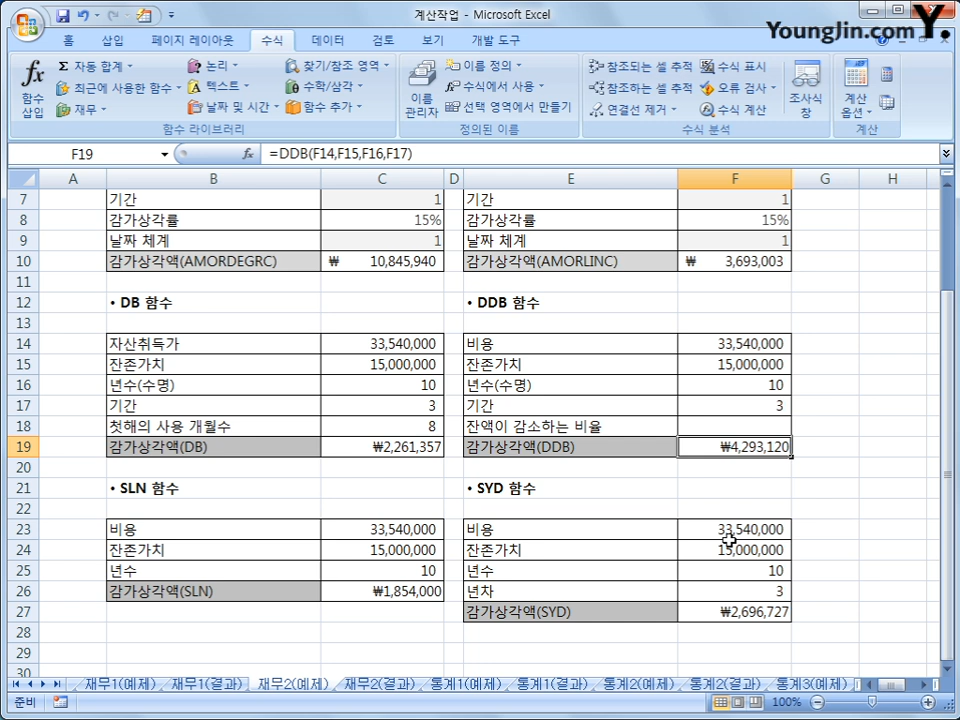 계산작업 - Microsoft Excel
YoungJin.com Y.
홈 삽입 페이지 레이아웃 수식 데이터 검토 보기 개발 도구
fx 함수 삽입
Σ 자동 합계
최근에 사용한 함수
재무
논리
텍스트
날짜 및 시간
찾기/참조 영역
수학/삼각
함수 추가
함수 라이브러리
이름 관리자
이름 정의
수식에서 사용
선택 영역에서 만들기
정의된 이름
참조되는 셀 추적
참조하는 셀 추적
연결선 제거
수식 표시
오류 검사
수식 계산
조사식 창
수식 분석
계산 옵션
계산
F19 fx =DDB(F14,F15,F16,F17)
A B C D E F G H
7 기간 1 기간 1
8 감가상각률 15% 감가상각률 15%
9 날짜 체계 1 날짜 체계 1
10 감가상각액(AMORDEGRC) ₩ 10,845,940 감가상각액(AMORLINC) ₩ 3,693,003
11
12 • DB 함수 • DDB 함수
13
14 자산취득가 33,540,000 비용 33,540,000
15 잔존가치 15,000,000 잔존가치 15,000,000
16 년수(수명) 10 년수(수명) 10
17 기간 3 기간 3
18 첫해의 사용 개월수 8 잔액이 감소하는 비율
19 감가상각액(DB) ₩2,261,357 감가상각액(DDB) ₩4,293,120
20
21 • SLN 함수 • SYD 함수
22
23 비용 33,540,000 비용 33,540,000
24 잔존가치 15,000,000 잔존가치 15,000,000
25 년수 10 년수 10
26 감가상각액(SLN) ₩1,854,000 년차 3
27 감가상각액(SYD) ₩2,696,727
28
29
30
재무1(예제) 재무1(결과) 재무2(예제) 재무2(결과) 통계1(예제) 통계1(결과) 통계2(예제) 통계2(결과) 통계3(예제)
준비 100%